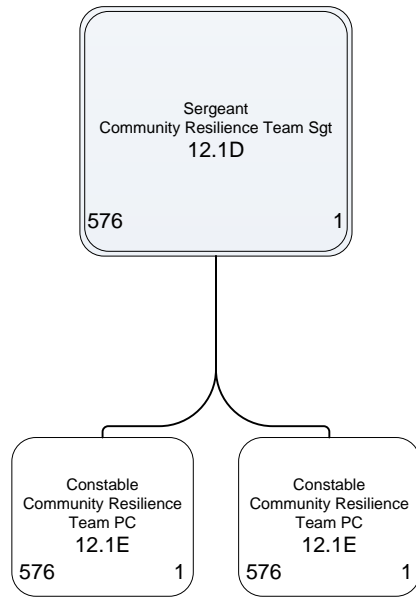 Sergeant
Community Resilience Team Sgt
12.1D
576 1
Constable
Community Resilience
Team PC
12.1E
576 1
Constable
Community Resilience
Team PC
12.1E
576 1